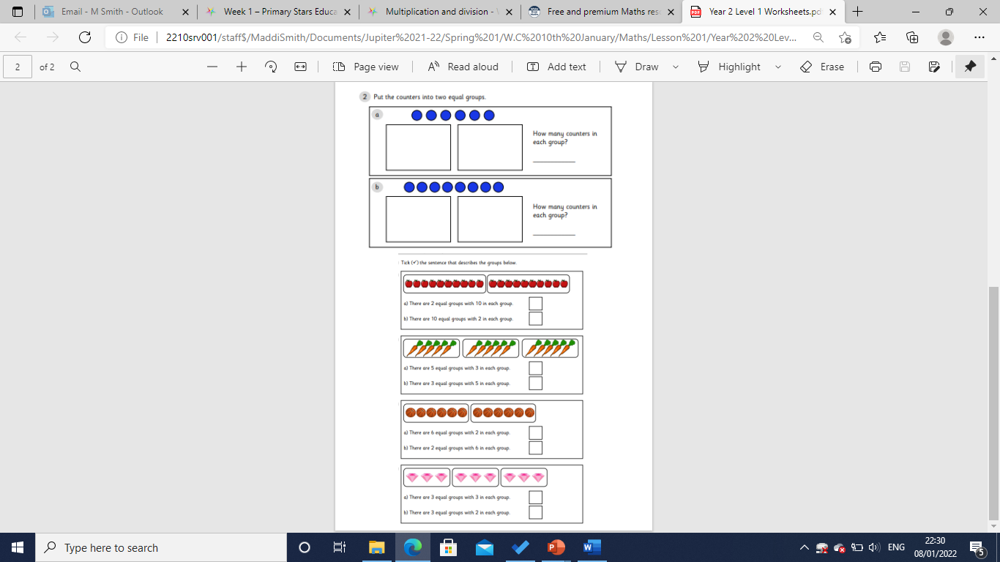 Email - M Smith - Outlook
Week 1 – Primary Stars Educa
Multiplication and division -
Free and premium Maths res
Year 2 Level 1 Worksheets.pdf
File
2210srv001/staff$/MaddiSmith/Documents/Jupiter%2021-22/Spring%201/W.C%2010th%20January/Maths/Lesson%201/Year%202%20Lev...
2 of 2
Page view
Read aloud
Add text
Draw
Highlight
Erase
2 Put the counters into two equal groups.
a
How many counters in
each group?
b
How many counters in
each group?
Tick (✓) the sentence that describes the groups below.
a) There are 2 equal groups with 10 in each group.
b) There are 10 equal groups with 2 in each group.
a) There are 5 equal groups with 3 in each group.
b) There are 3 equal groups with 5 in each group.
a) There are 6 equal groups with 2 in each group.
b) There are 2 equal groups with 6 in each group.
a) There are 3 equal groups with 3 in each group.
b) There are 3 equal groups with 2 in each group.
Type here to search
ENG
22:30
08/01/2022
5